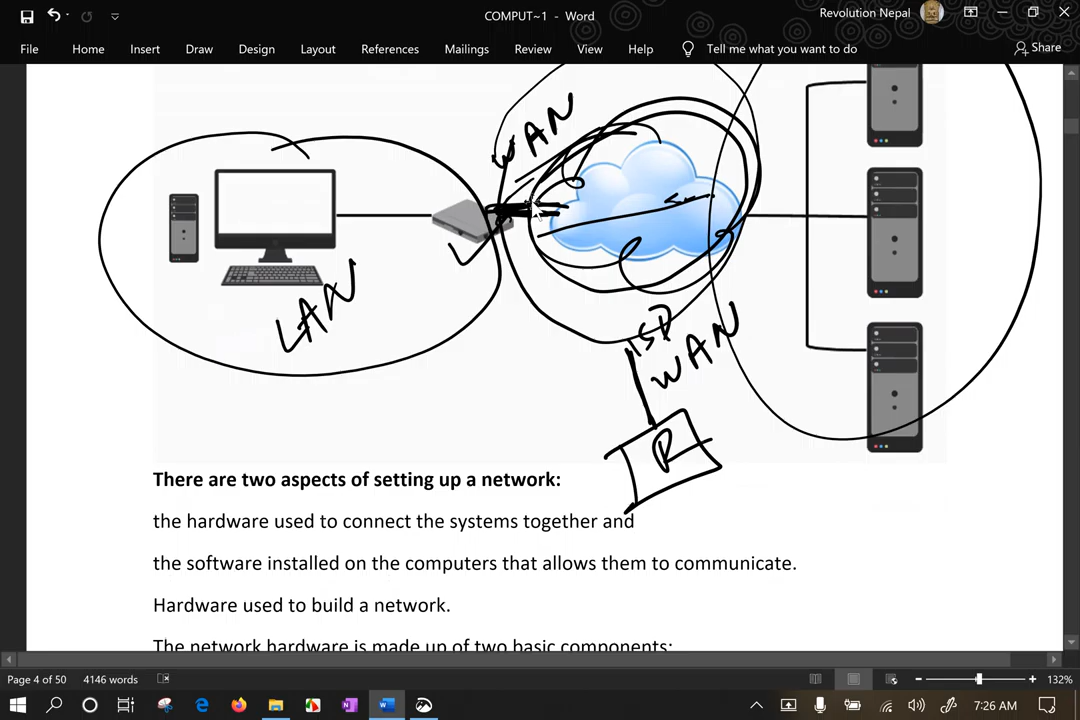 COMPUT~1 - Word
Revolution Nepal
File Home Insert Draw Design Layout References Mailings Review View Help Tell me what you want to do Share
WAN
LAN
ISP
WAN
R
There are two aspects of setting up a network:
the hardware used to connect the systems together and
the software installed on the computers that allows them to communicate.
Hardware used to build a network.
The network hardware is made up of two basic components:
Page 4 of 50 4146 words 132%
7:26 AM